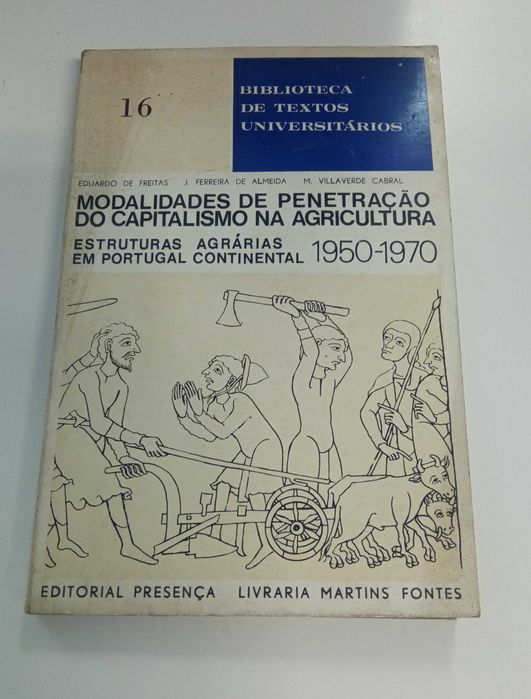 16
BIBLIOTECA
DE TEXTOS
UNIVERSITÁRIOS
EDUARDO DE FREITAS J. FERREIRA DE ALMEIDA M. VILLAVERDE CABRAL
MODALIDADES DE PENETRAÇÃO
DO CAPITALISMO NA AGRICULTURA
ESTRUTURAS AGRÁRIAS
EM PORTUGAL CONTINENTAL 1950-1970
EDITORIAL PRESENÇA LIVRARIA MARTINS FONTES